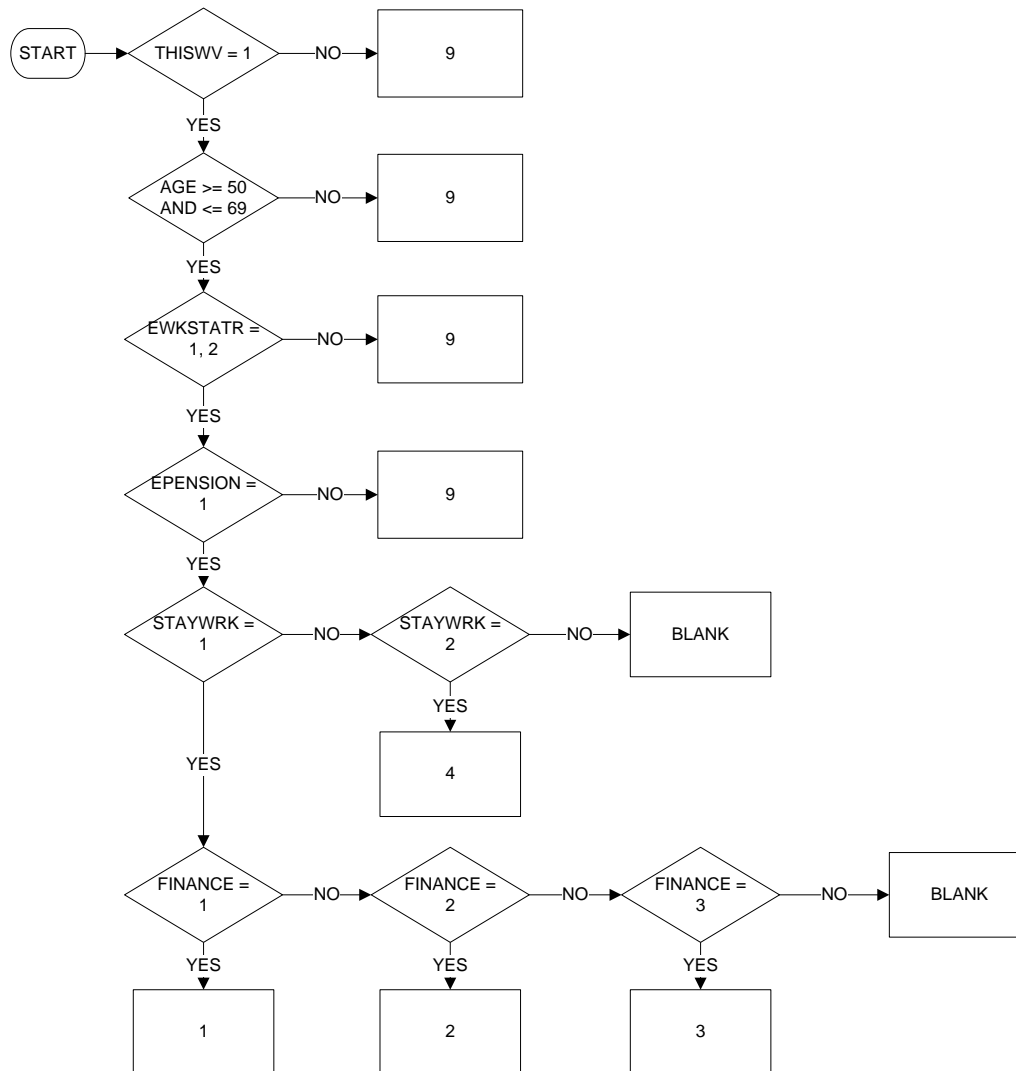 START
THISWV = 1
NO
9
YES
AGE >= 50
AND <= 69
NO
9
YES
EWKSTATR =
1, 2
NO
9
YES
EPENSION =
1
NO
9
YES
STAYWRK =
1
NO
STAYWRK =
2
NO
BLANK
YES
4
YES
FINANCE =
1
NO
FINANCE =
2
NO
FINANCE =
3
NO
BLANK
YES
YES
YES
1
2
3